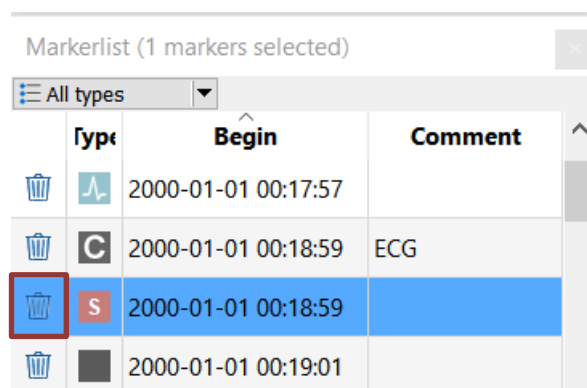 Markerlist (1 markers selected)
All types
Type Begin Comment
2000-01-01 00:17:57
C 2000-01-01 00:18:59 ECG
S 2000-01-01 00:18:59
2000-01-01 00:19:01